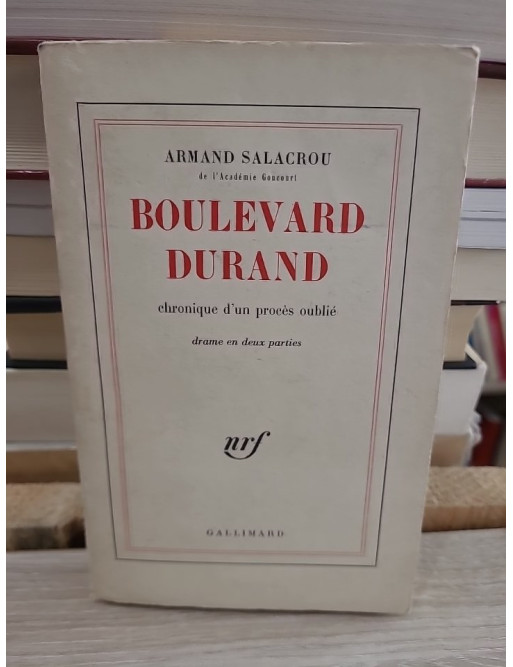 ARMAND SALACROU
de l'Académie Goncourt
BOULEVARD
DURAND
chronique d'un procès oublié
drame en deux parties
nrf
GALLIMARD